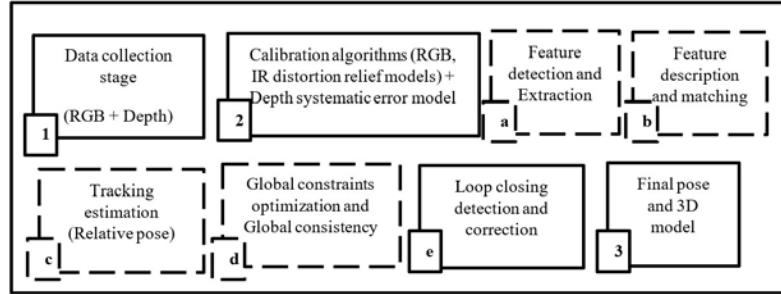 Data collection
stage
(RGB + Depth)
1
Calibration algorithms (RGB,
IR distortion relief models) +
Depth systematic error model
2
Feature
detection and
Extraction
a
Feature
description
and matching
b
Tracking
estimation
(Relative pose)
c
Global constraints
optimization and
Global consistency
d
Loop closing
detection and
correction
e
Final pose
and 3D
model
3